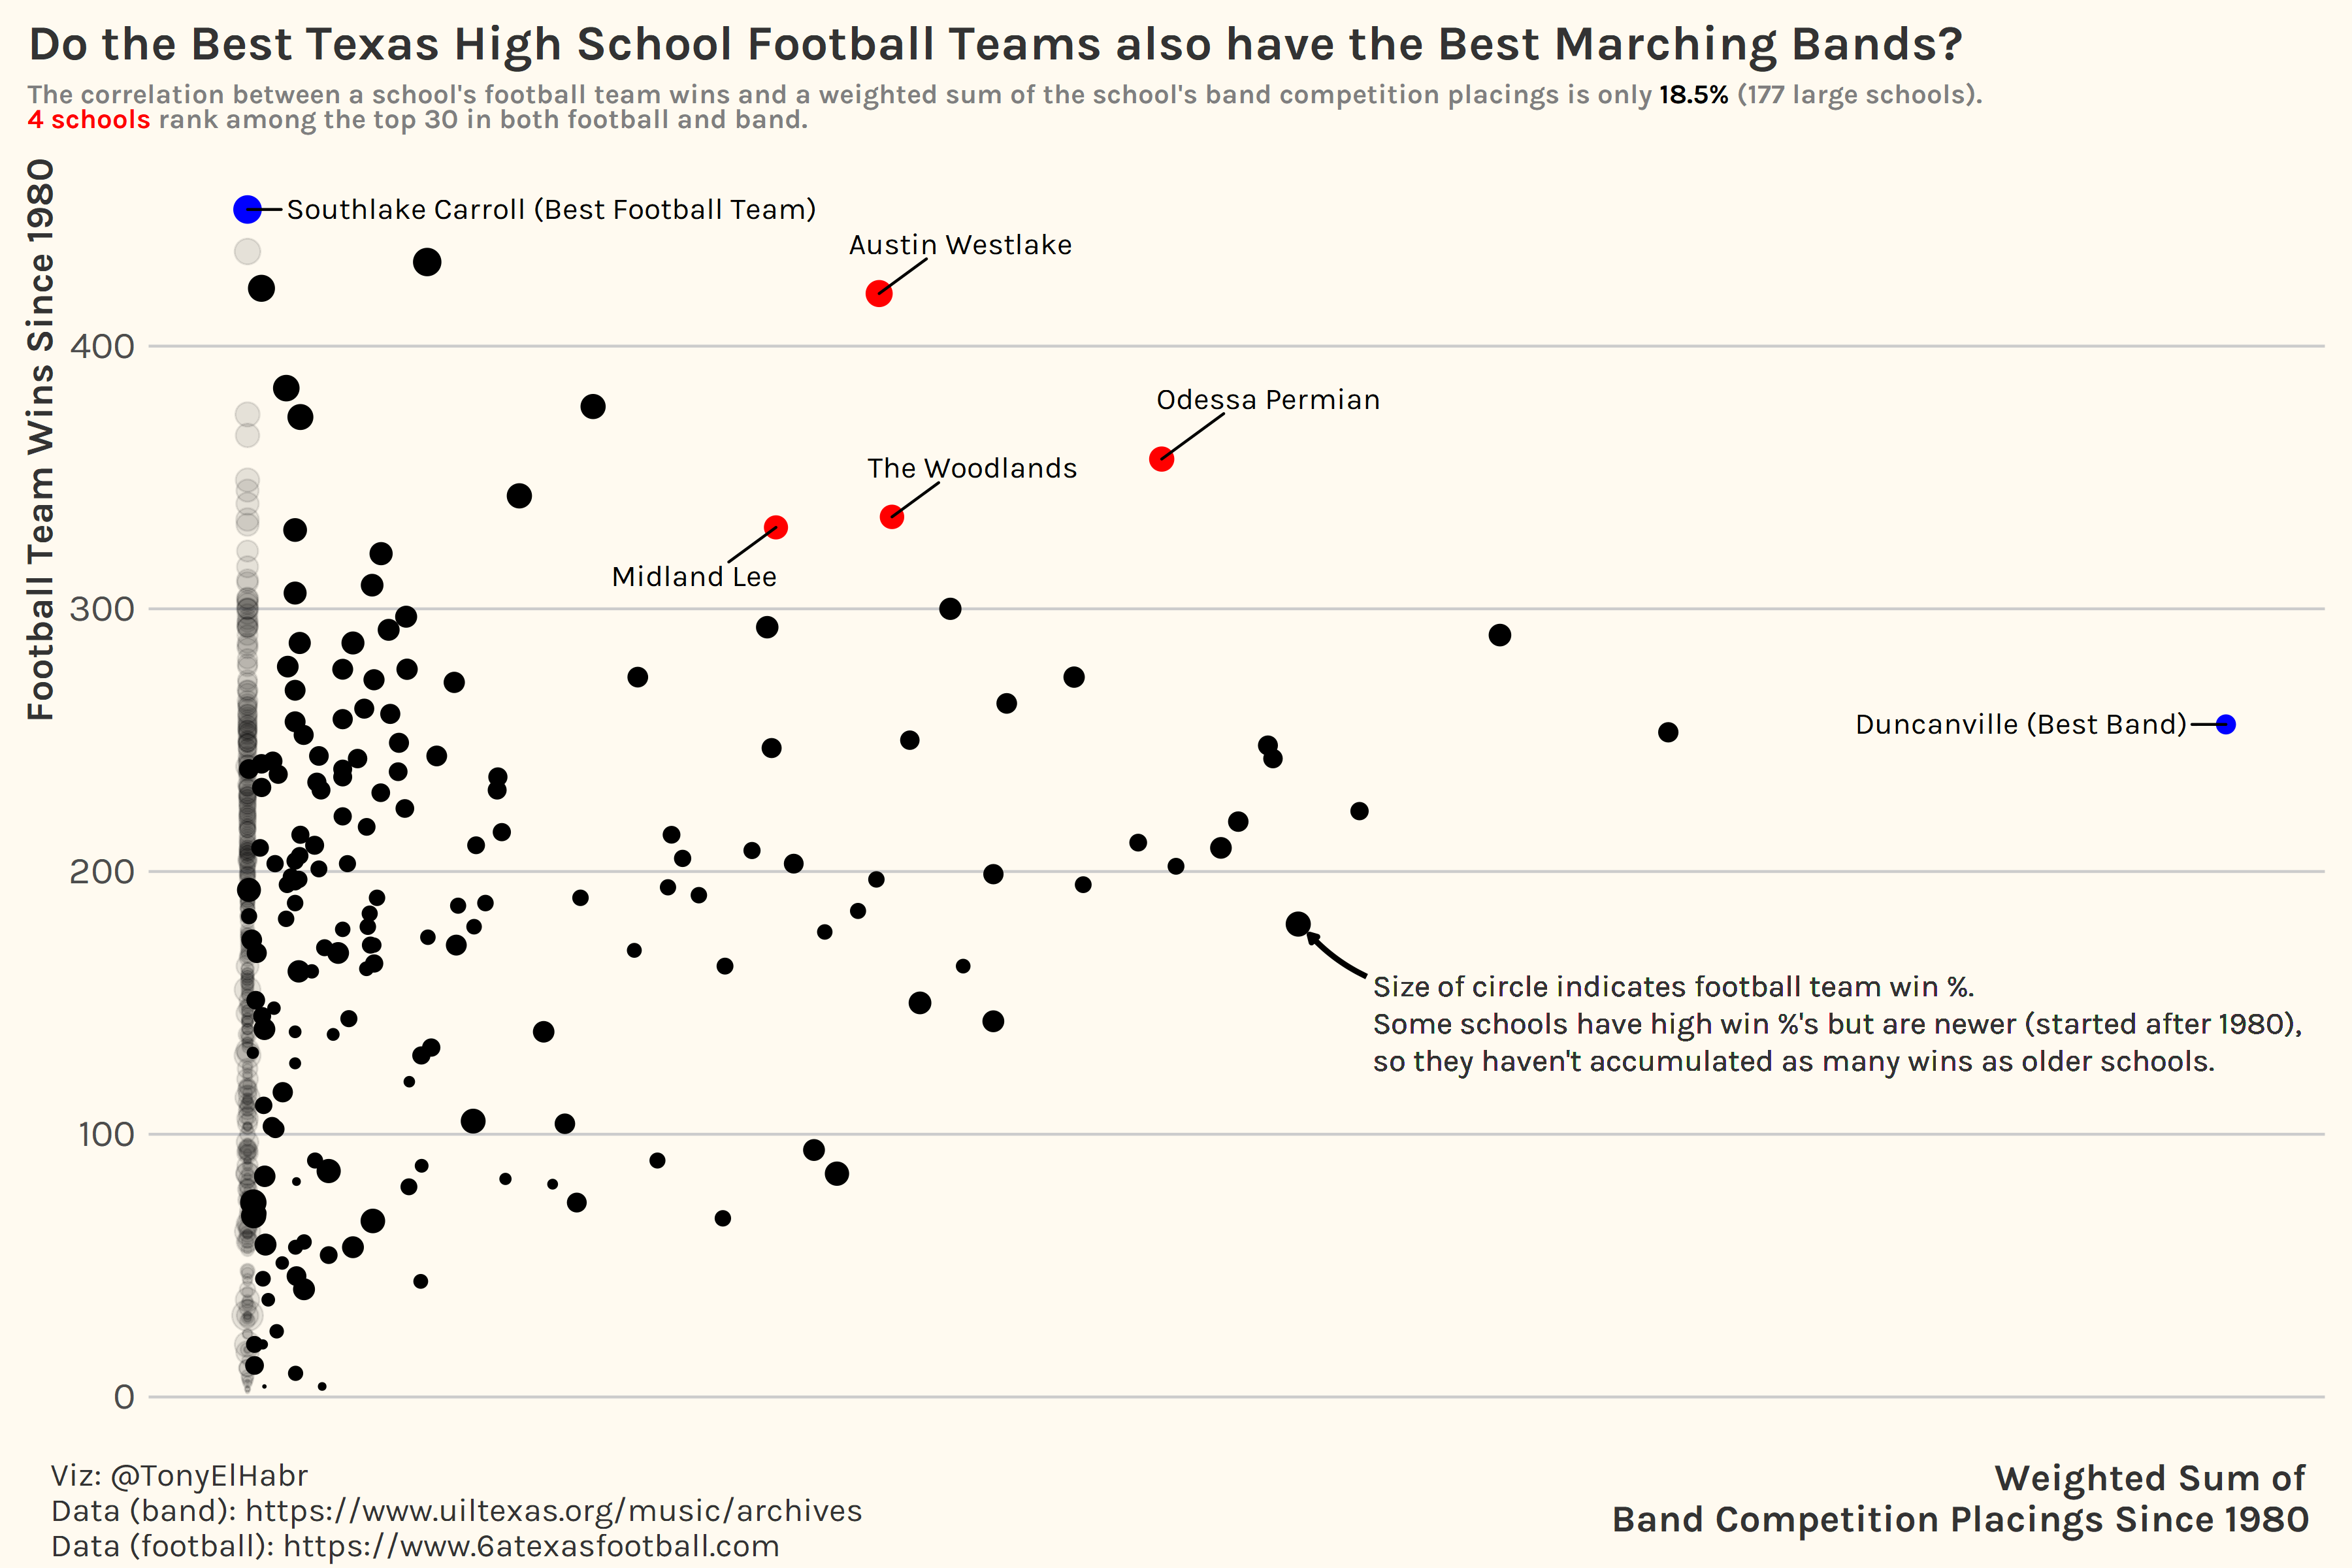 Do the Best Texas High School Football Teams also have the Best Marching Bands?
The correlation between a school's football team wins and a weighted sum of the school's band competition placings is only 18.5% (177 large schools).
4 schools rank among the top 30 in both football and band.
Football Team Wins Since 1980
Southlake Carroll (Best Football Team)
Austin Westlake
400
Odessa Permian
The Woodlands
Midland Lee
300
Duncanville (Best Band)
200
Size of circle indicates football team win %.
Some schools have high win %'s but are newer (started after 1980),
so they haven't accumulated as many wins as older schools.
100
0
Viz: @TonyElHabr
Data (band): https://www.uiltexas.org/music/archives
Data (football): https://www.6atexasfootball.com
Weighted Sum of
Band Competition Placings Since 1980